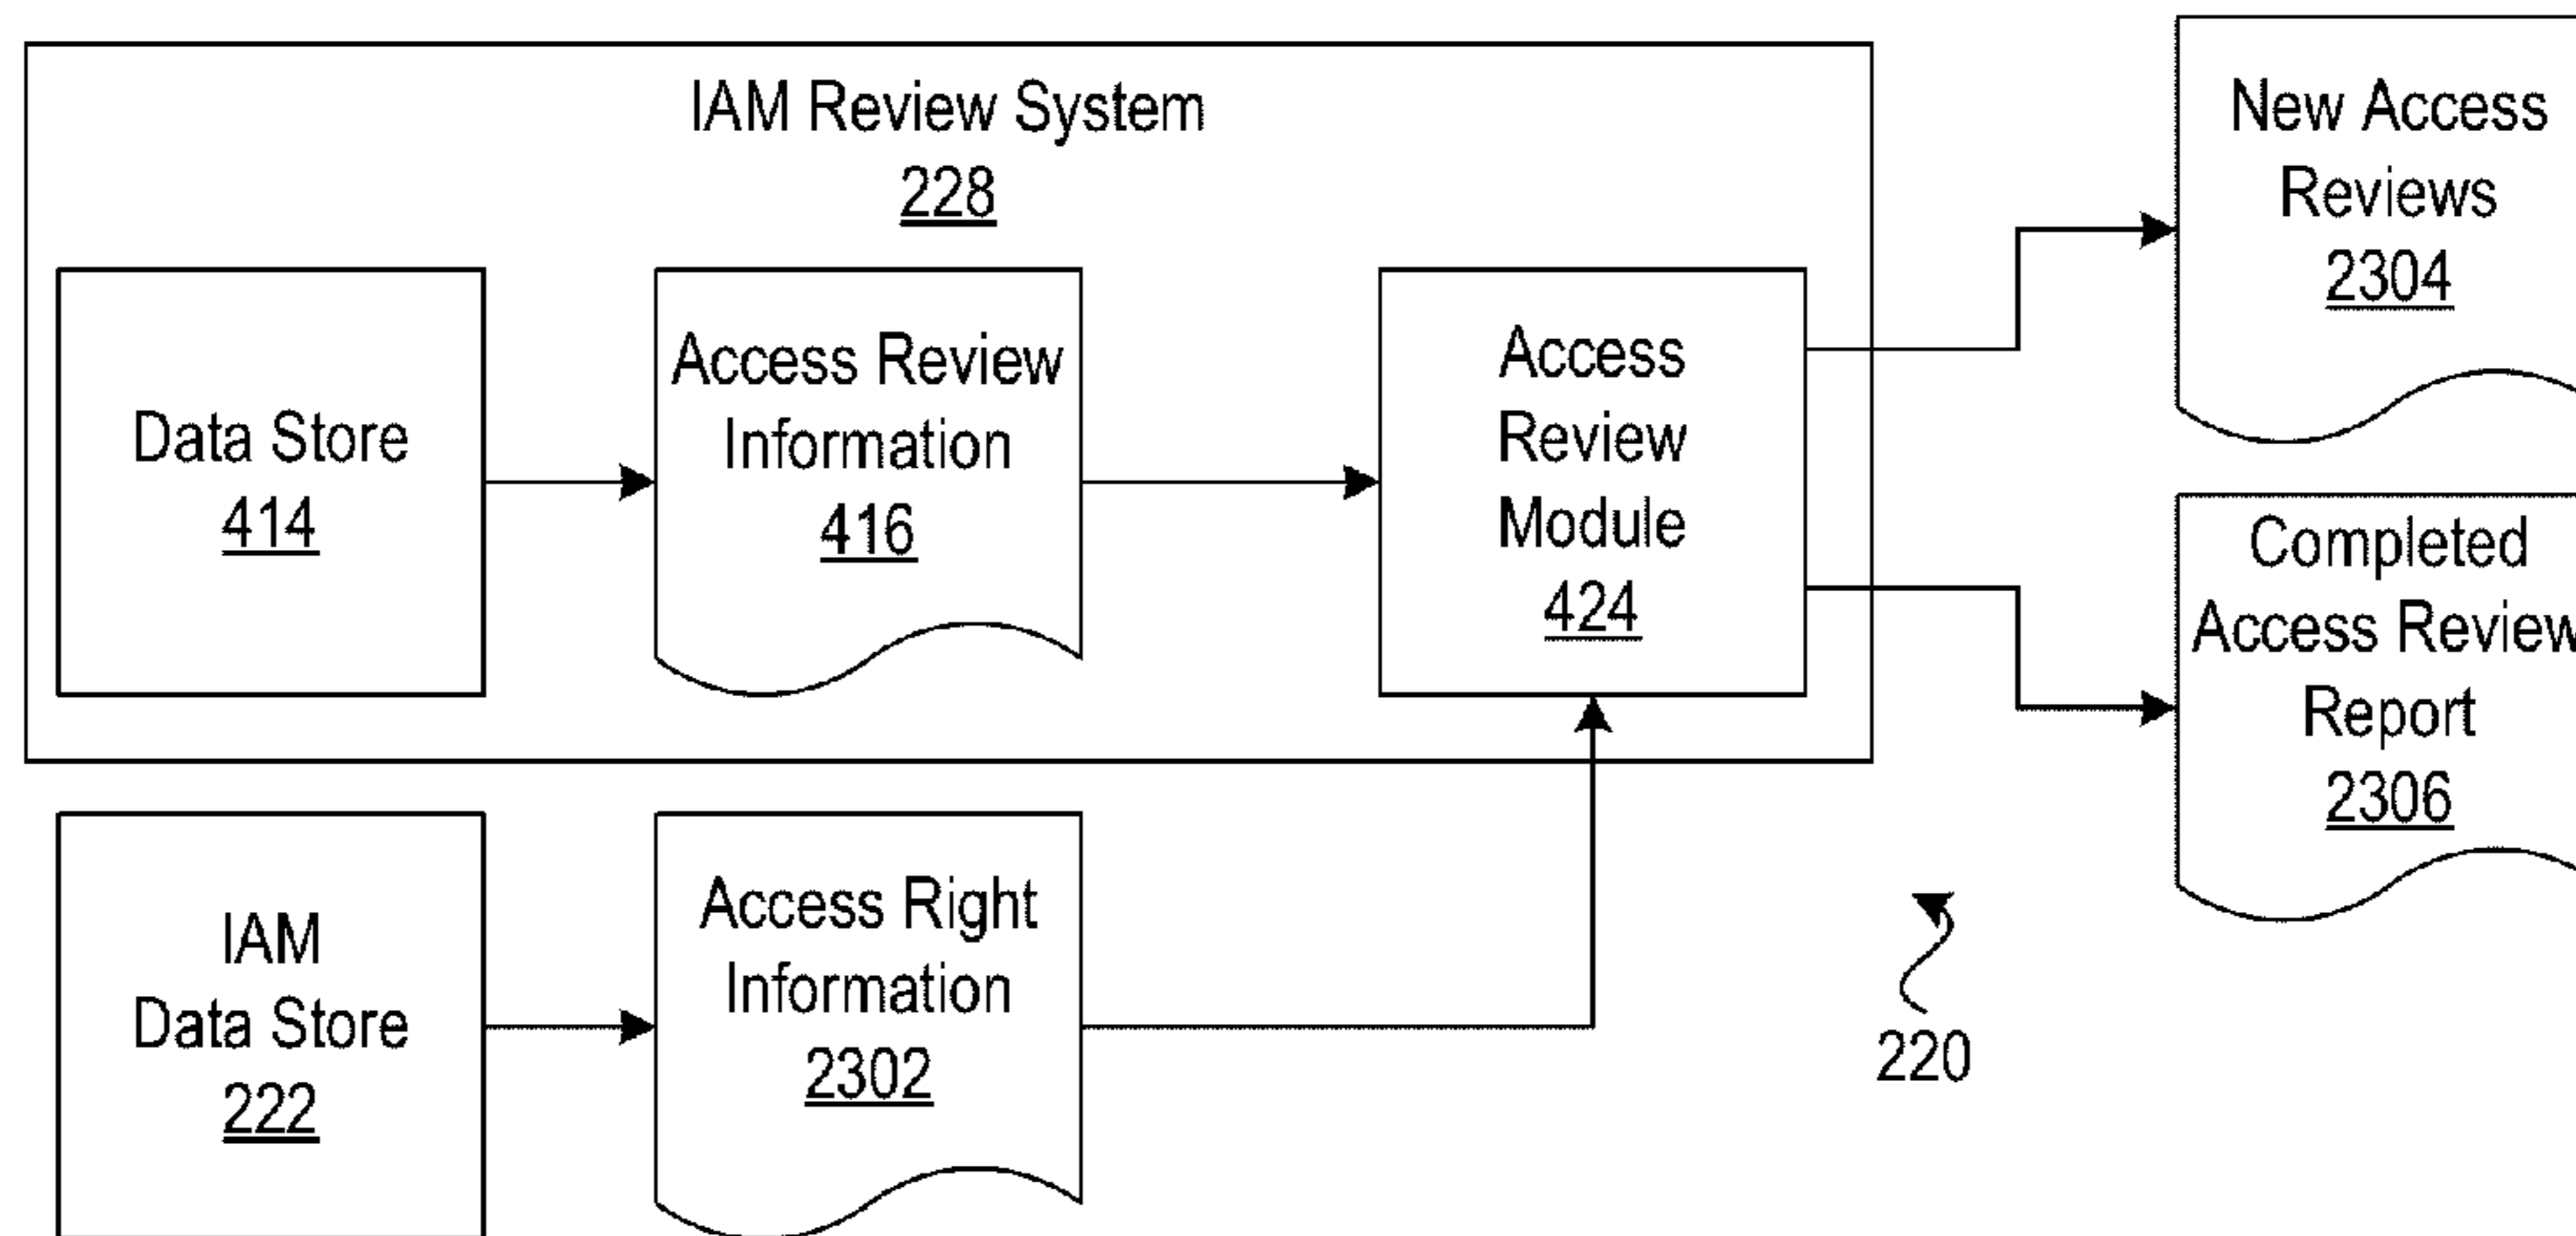 IAM Review System
228
Data Store
414
Access Review
Information
416
Access
Review
Module
424
New Access
Reviews
2304
Completed
Access Review
Report
2306
IAM
Data Store
222
Access Right
Information
2302
220